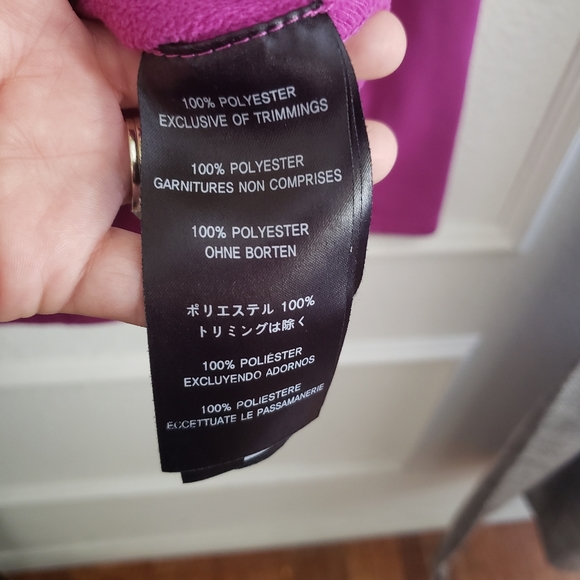 100% POLYESTER
EXCLUSIVE OF TRIMMINGS
100% POLYESTER
GARNITURES NON COMPRISES
100% POLYESTER
OHNE BORTEN
ポリエステル 100%
トリミングは除く
100% POLIÉSTER
EXCLUYENDO ADORNOS
100% POLIESTERE
ECCETTUATE LE PASSAMANERIE